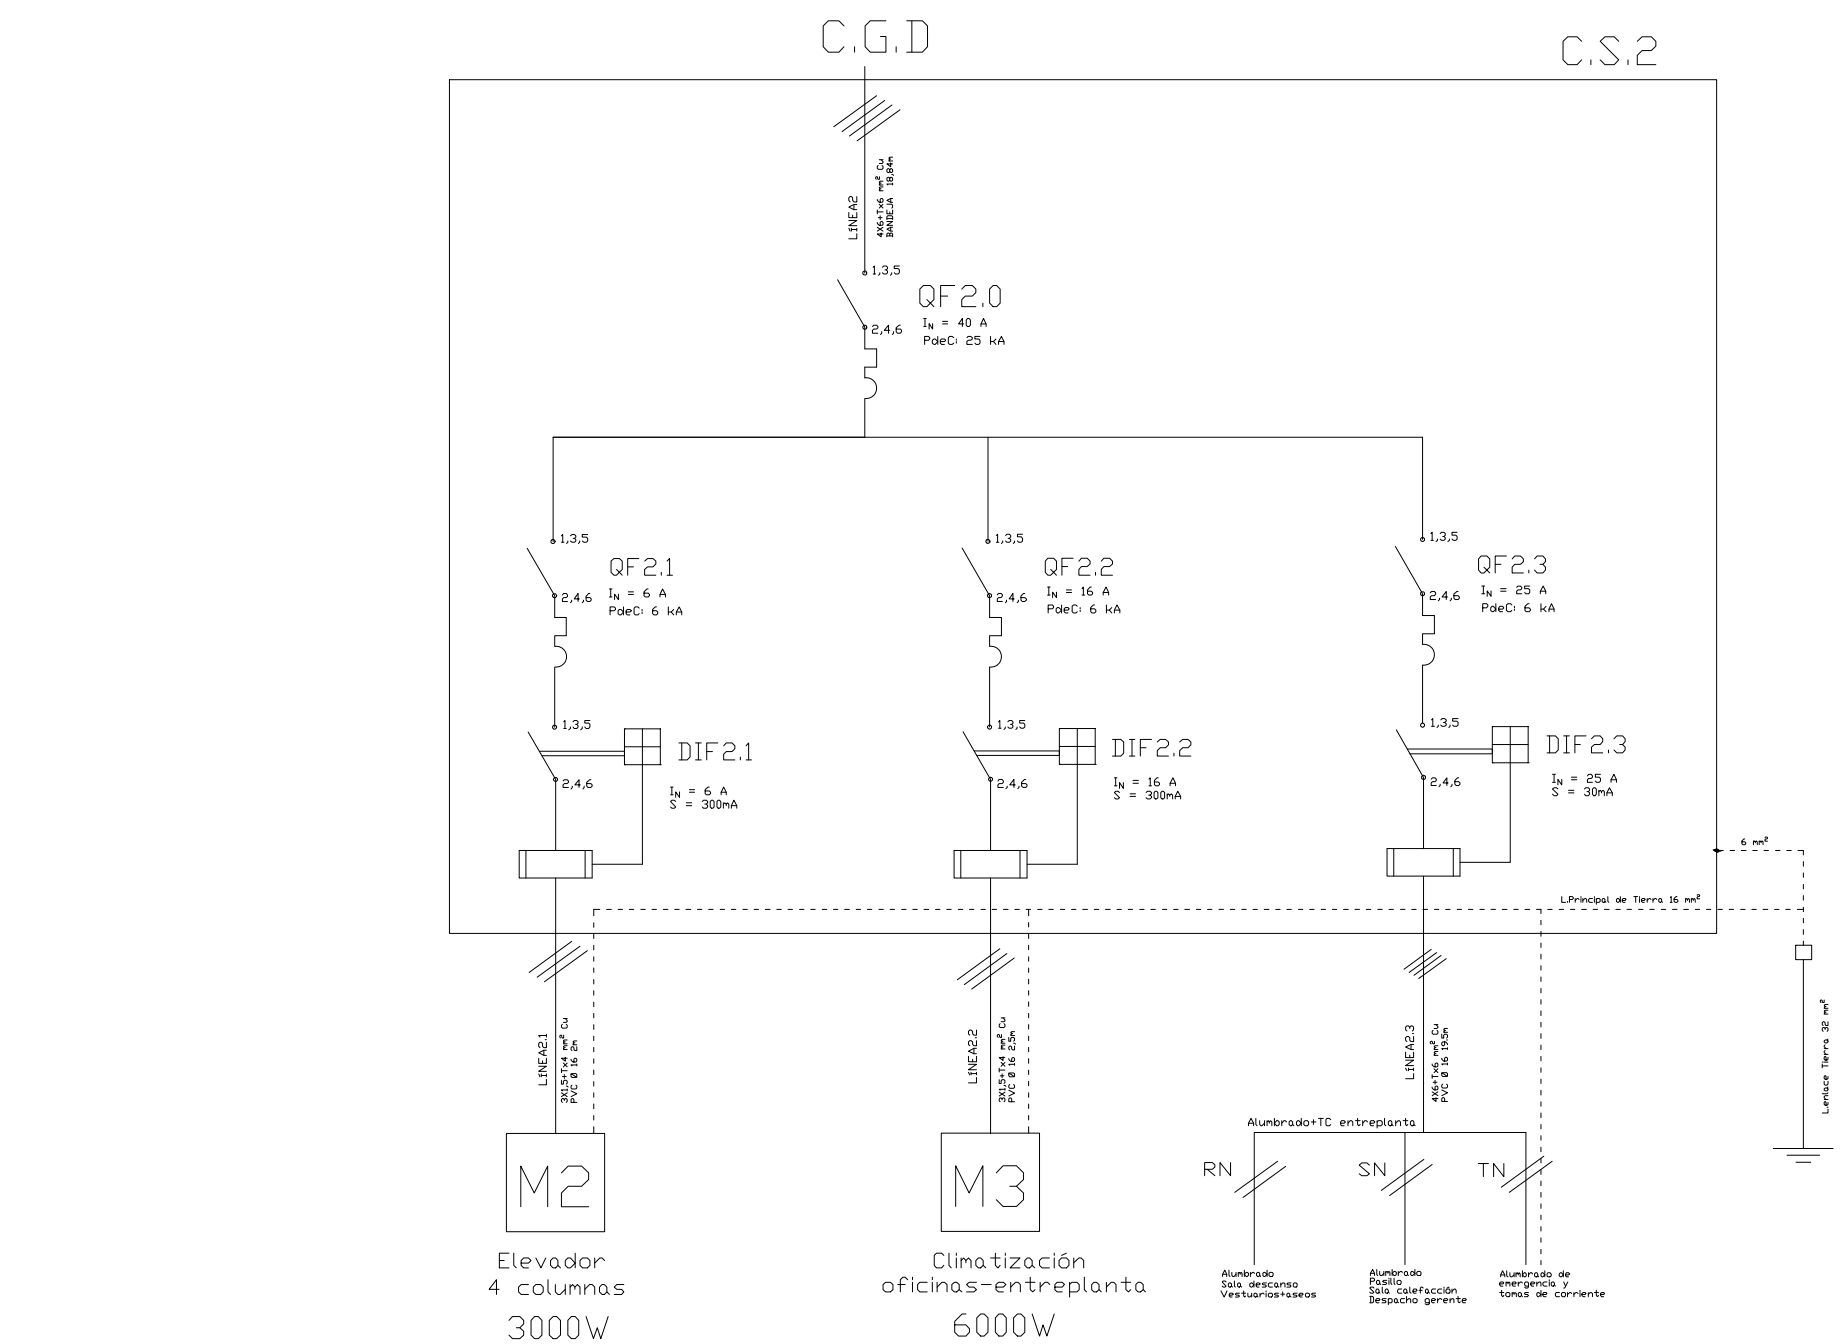 C.G.D
C.S.2
LíNEA2
4X6+Tx6 mm² Cu
BANDEJA 18,84m
1,3,5
QF2.0
IN = 40 A
2,4,6
PdeC: 25 kA
1,3,5
QF2.1
IN = 6 A
2,4,6
PdeC: 6 kA
1,3,5
QF2.2
IN = 16 A
2,4,6
PdeC: 6 kA
1,3,5
QF2.3
IN = 25 A
2,4,6
PdeC: 6 kA
1,3,5
DIF2.1
2,4,6
IN = 6 A
S = 300mA
1,3,5
DIF2.2
2,4,6
IN = 16 A
S = 300mA
1,3,5
DIF2.3
2,4,6
IN = 25 A
S = 30mA
6 mm²
L.Principal de Tierra 16 mm²
LíNEA2.1
3X1,5+Tx4 mm² Cu
PVC Ø 16 2m
LíNEA2.2
3X1,5+Tx4 mm² Cu
PVC Ø 16 2,5m
LíNEA2.3
4X6+Tx6 mm² Cu
PVC Ø 16 19.5m
L.enlace Tierra 32 mm²
Alumbrado+TC entreplanta
M2
M3
RN
SN
TN
Elevador
4 columnas
3000W
Climatización
oficinas-entreplanta
6000W
Alumbrado
Sala descanso
Vestuarios+aseos
Alumbrado
Pasillo
Sala calefacción
Despacho gerente
Alumbrado de
emergencia y
tomas de corriente